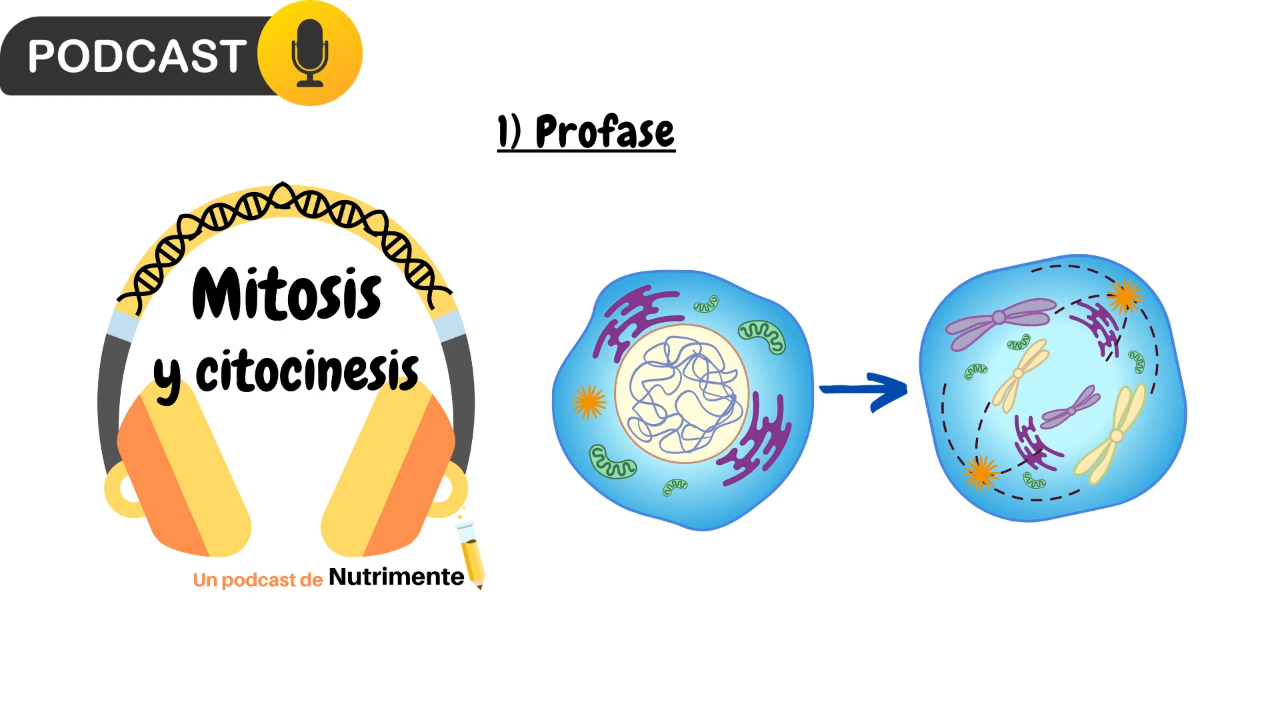 PODCAST
1) Profase
Mitosis
y citocinesis
Un podcast de Nutrimente